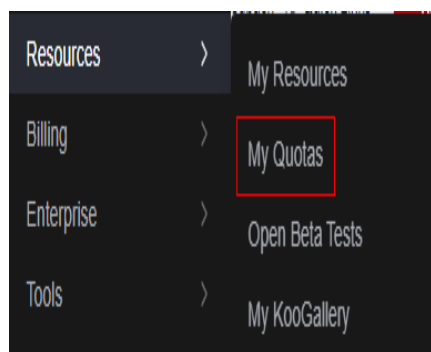 Resources >
My Resources
Billing >
My Quotas
Enterprise >
Open Beta Tests
Tools >
My KooGallery